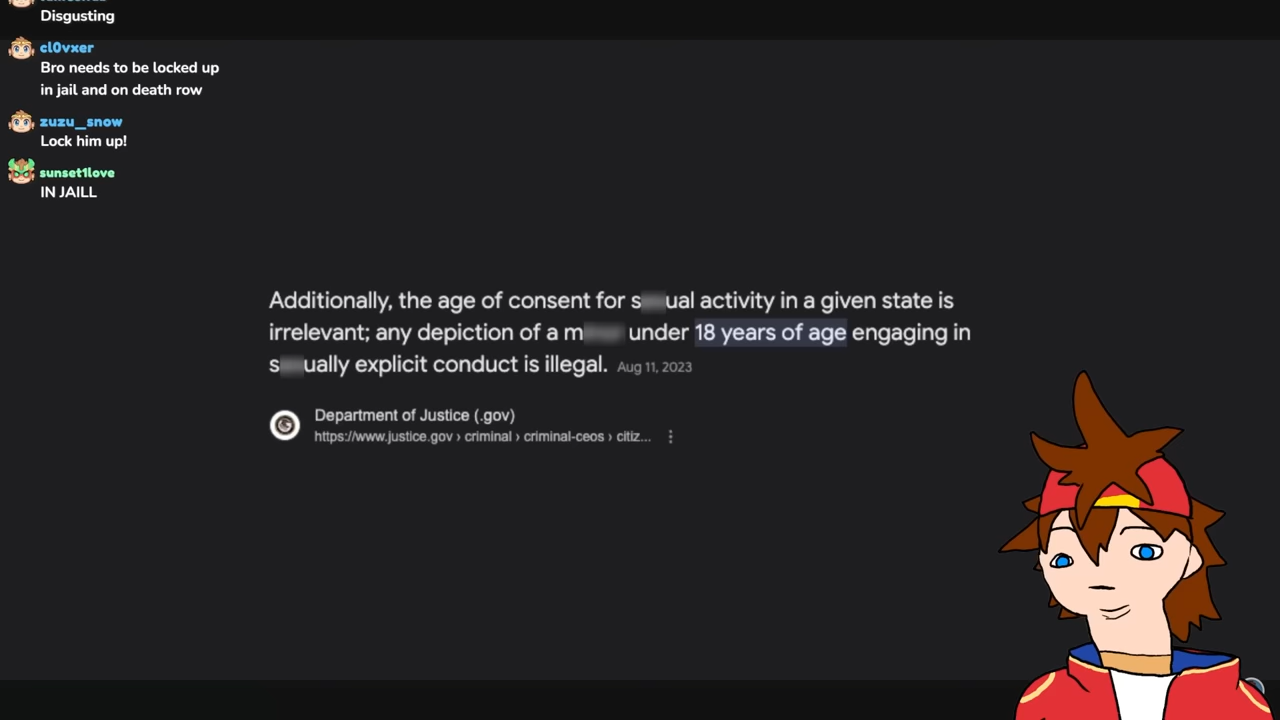 Disgusting
cl0vxer
Bro needs to be locked up
in jail and on death row
zuzu_snow
Lock him up!
sunset1love
IN JAILL
Additionally, the age of consent for s ual activity in a given state is
irrelevant; any depiction of a m under 18 years of age engaging in
s ually explicit conduct is illegal. Aug 11, 2023
Department of Justice (.gov)
https://www.justice.gov › criminal › criminal-ceos › citiz...